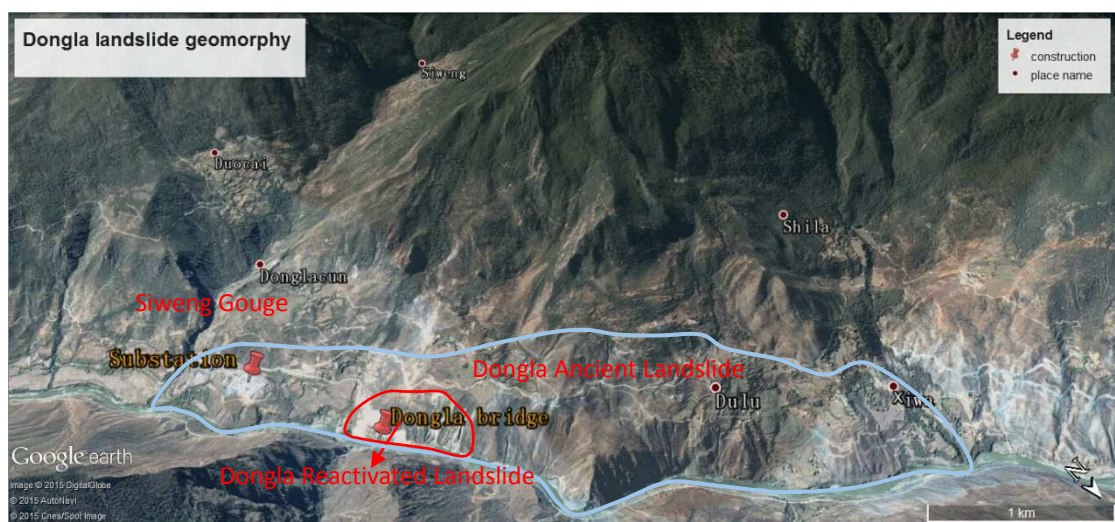 Dongla landslide geomorphy
Legend
construction
place name
Siweng
Duocai
Shila
Donglacun
Siweng Gouge
Substation
Dongla Ancient Landslide
Dulu
Xiwa
Dongla bridge
Dongla Reactivated Landslide
Google earth
Image © 2015 DigitalGlobe
© 2015 AutoNavi
© 2015 Cnes/Spot Image
N
1 km